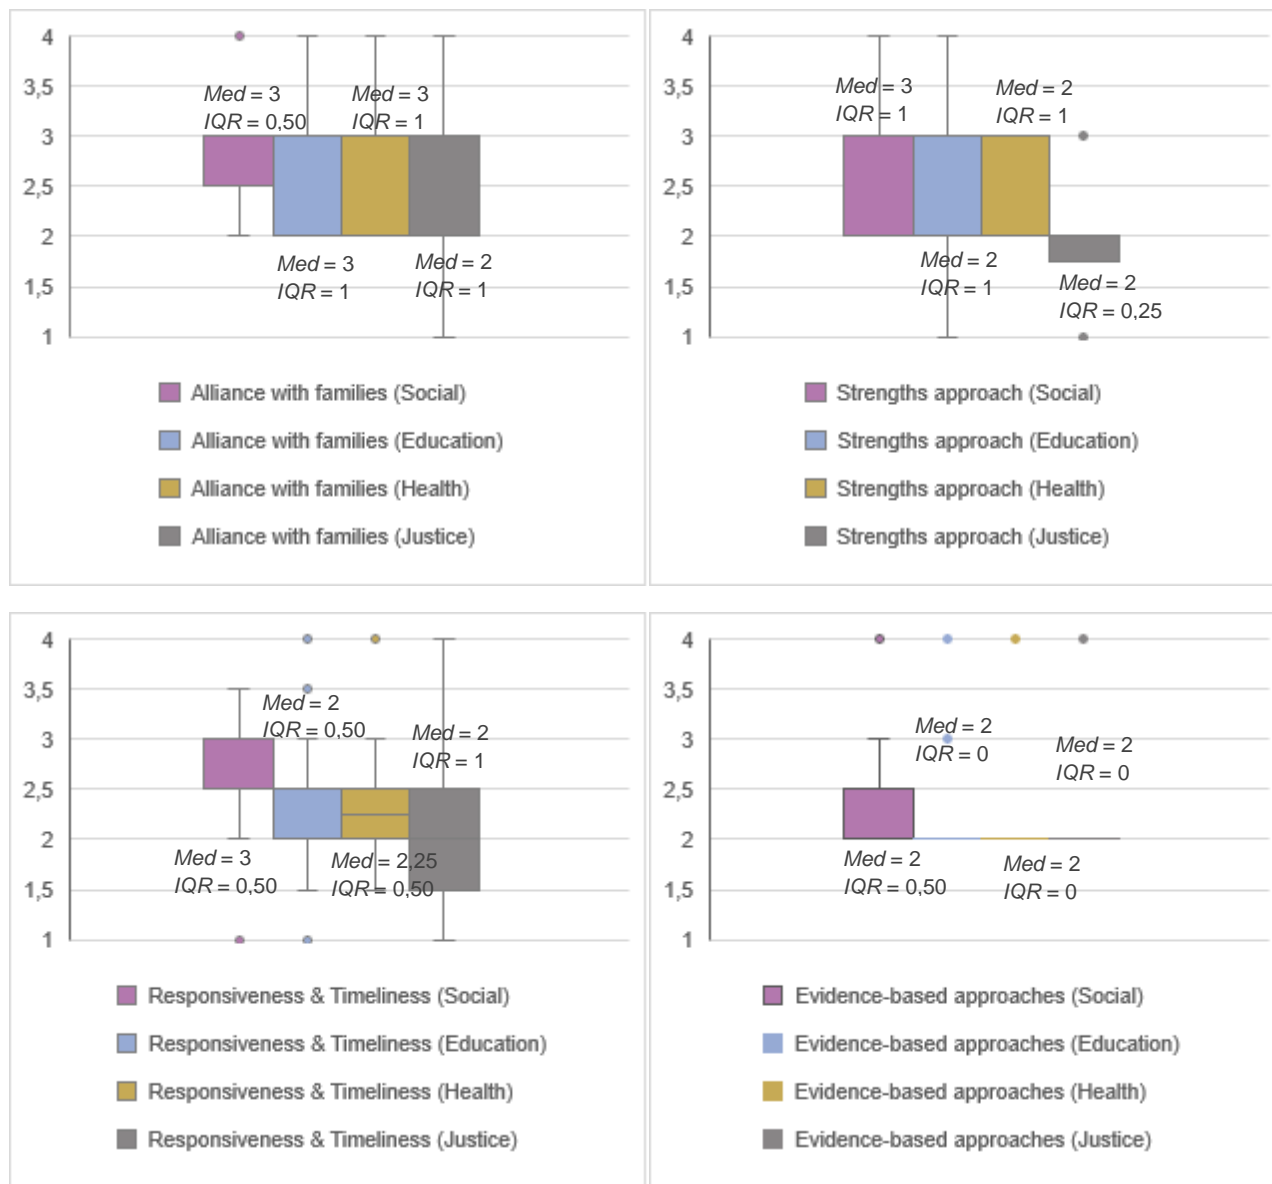 4
3,5
3
2,5
2
1,5
1
Med = 3
IQR = 0,50
Med = 3
IQR = 1
Med = 3
IQR = 1
Med = 2
IQR = 1
Alliance with families (Social)
Alliance with families (Education)
Alliance with families (Health)
Alliance with families (Justice)
4
3,5
3
2,5
2
1,5
1
Med = 3
IQR = 1
Med = 2
IQR = 1
Med = 2
IQR = 1
Med = 2
IQR = 0,25
Strengths approach (Social)
Strengths approach (Education)
Strengths approach (Health)
Strengths approach (Justice)
4
3,5
3
2,5
2
1,5
1
Med = 2
IQR = 0,50
Med = 2
IQR = 1
Med = 3
IQR = 0,50
Med = 2,25
IQR = 0,50
Responsiveness & Timeliness (Social)
Responsiveness & Timeliness (Education)
Responsiveness & Timeliness (Health)
Responsiveness & Timeliness (Justice)
4
3,5
3
2,5
2
1,5
1
Med = 2
IQR = 0
Med = 2
IQR = 0
Med = 2
IQR = 0,50
Med = 2
IQR = 0
Evidence-based approaches (Social)
Evidence-based approaches (Education)
Evidence-based approaches (Health)
Evidence-based approaches (Justice)